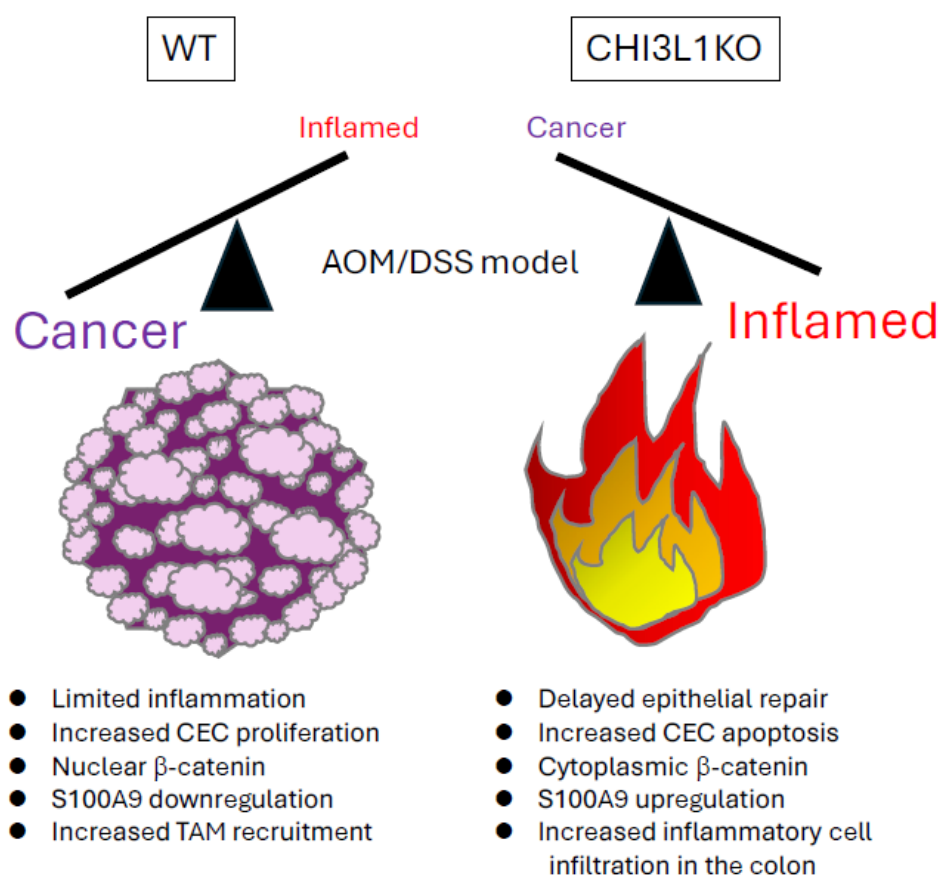 WT
CHI3L1KO
Inflamed
Cancer
AOM/DSS model
Cancer
Inflamed
● Limited inflammation
● Increased CEC proliferation
● Nuclear β-catenin
● S100A9 downregulation
● Increased TAM recruitment
● Delayed epithelial repair
● Increased CEC apoptosis
● Cytoplasmic β-catenin
● S100A9 upregulation
● Increased inflammatory cell
infiltration in the colon